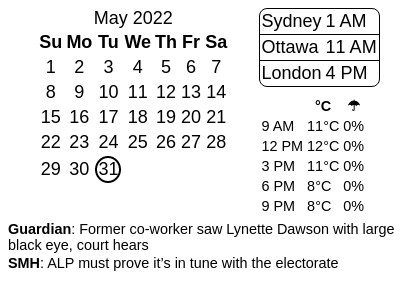 May 2022
Su Mo Tu We Th Fr Sa
1 2 3 4 5 6 7
8 9 10 11 12 13 14
15 16 17 18 19 20 21
22 23 24 25 26 27 28
29 30 31
Sydney 1 AM
Ottawa 11 AM
London 4 PM
°C ☂
9 AM 11°C 0%
12 PM 12°C 0%
3 PM 11°C 0%
6 PM 8°C 0%
9 PM 8°C 0%
Guardian: Former co-worker saw Lynette Dawson with large
black eye, court hears
SMH: ALP must prove it’s in tune with the electorate